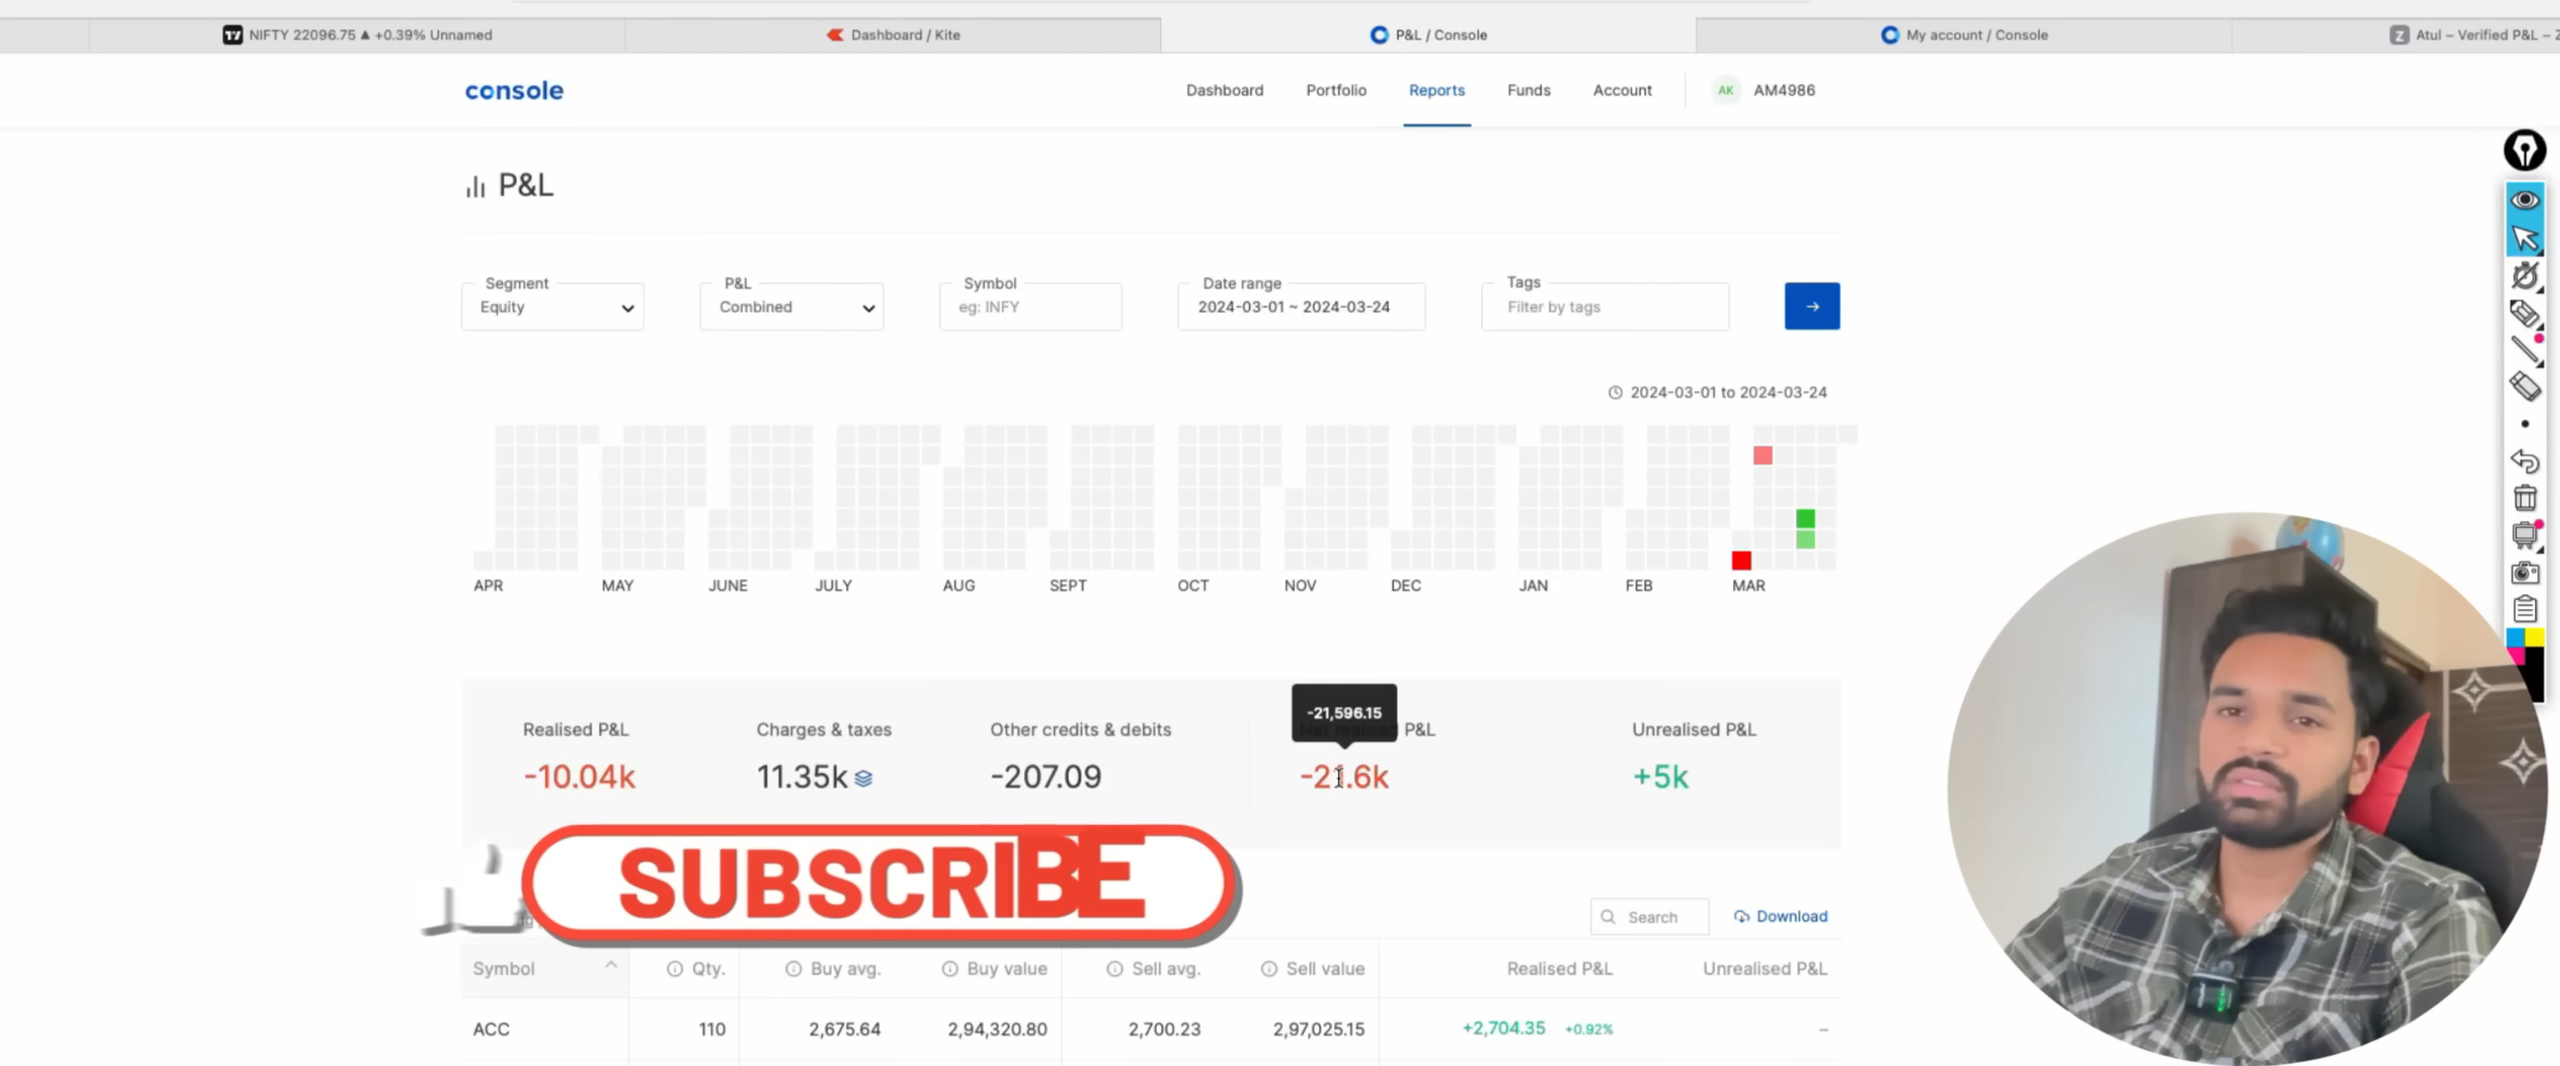 NIFTY 22096.75 ▲ +0.39% Unnamed
Dashboard / Kite
P&L / Console
My account / Console
Atul – Verified P&L – Z
console
Dashboard
Portfolio
Reports
Funds
Account
AK
AM4986
P&L
Segment
Equity
P&L
Combined
Symbol
eg: INFY
Date range
2024-03-01 ~ 2024-03-24
Tags
Filter by tags
2024-03-01 to 2024-03-24
APR MAY JUNE JULY AUG SEPT OCT NOV DEC JAN FEB MAR
-21,596.15
Realised P&L
-10.04k
Charges & taxes
11.35k
Other credits & debits
-207.09
P&L
-21.6k
Unrealised P&L
+5k
SUBSCRIBE
Search
Download
Symbol Qty. Buy avg. Buy value Sell avg. Sell value Realised P&L Unrealised P&L
ACC 110 2,675.64 2,94,320.80 2,700.23 2,97,025.15 +2,704.35 +0.92% –